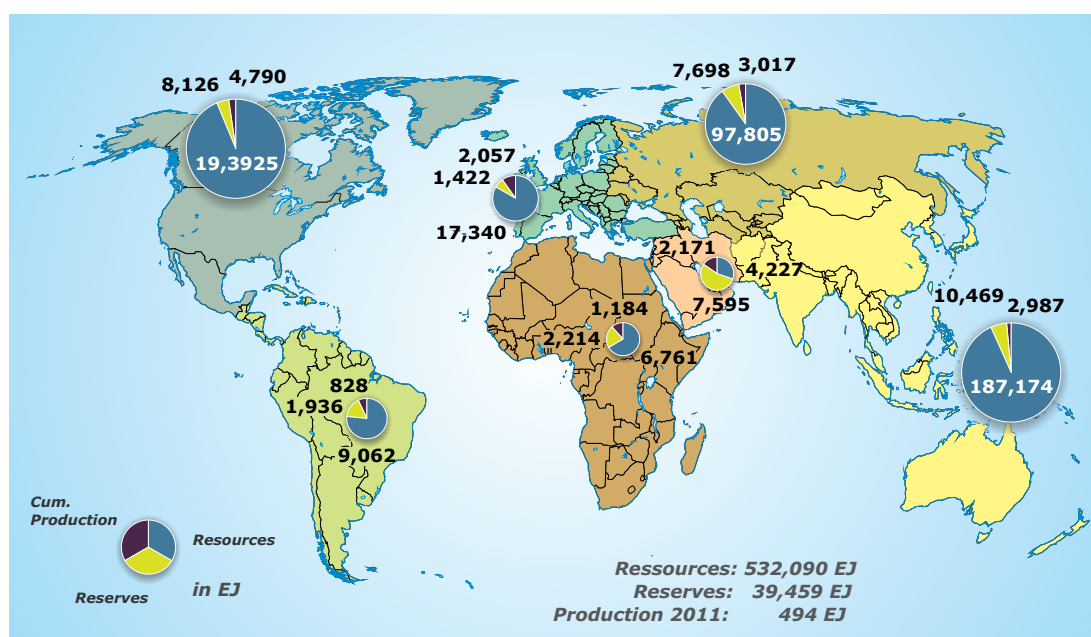 8,126
4,790
19,3925
7,698
3,017
97,805
2,057
1,422
17,340
2,171
4,227
7,595
10,469
2,987
187,174
1,184
2,214
6,761
828
1,936
9,062
Cum.
Production
Resources
Reserves
in EJ
Ressources: 532,090 EJ
Reserves: 39,459 EJ
Production 2011: 494 EJ